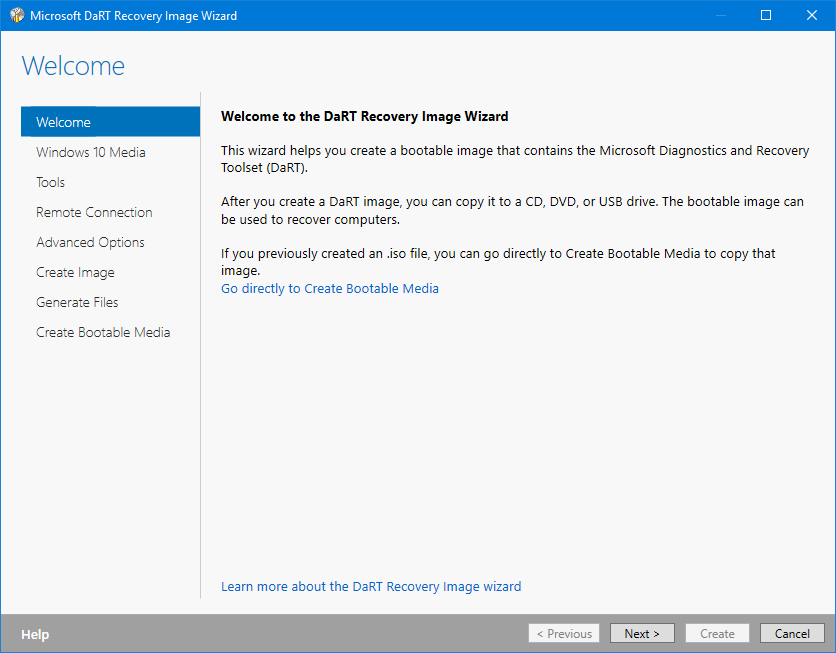 Microsoft DaRT Recovery Image Wizard
Welcome
Welcome
Windows 10 Media
Tools
Remote Connection
Advanced Options
Create Image
Generate Files
Create Bootable Media
Welcome to the DaRT Recovery Image Wizard
This wizard helps you create a bootable image that contains the Microsoft Diagnostics and Recovery
Toolset (DaRT).
After you create a DaRT image, you can copy it to a CD, DVD, or USB drive. The bootable image can
be used to recover computers.
If you previously created an .iso file, you can go directly to Create Bootable Media to copy that
image.
Go directly to Create Bootable Media
Learn more about the DaRT Recovery Image wizard
Help
< Previous
Next >
Create
Cancel